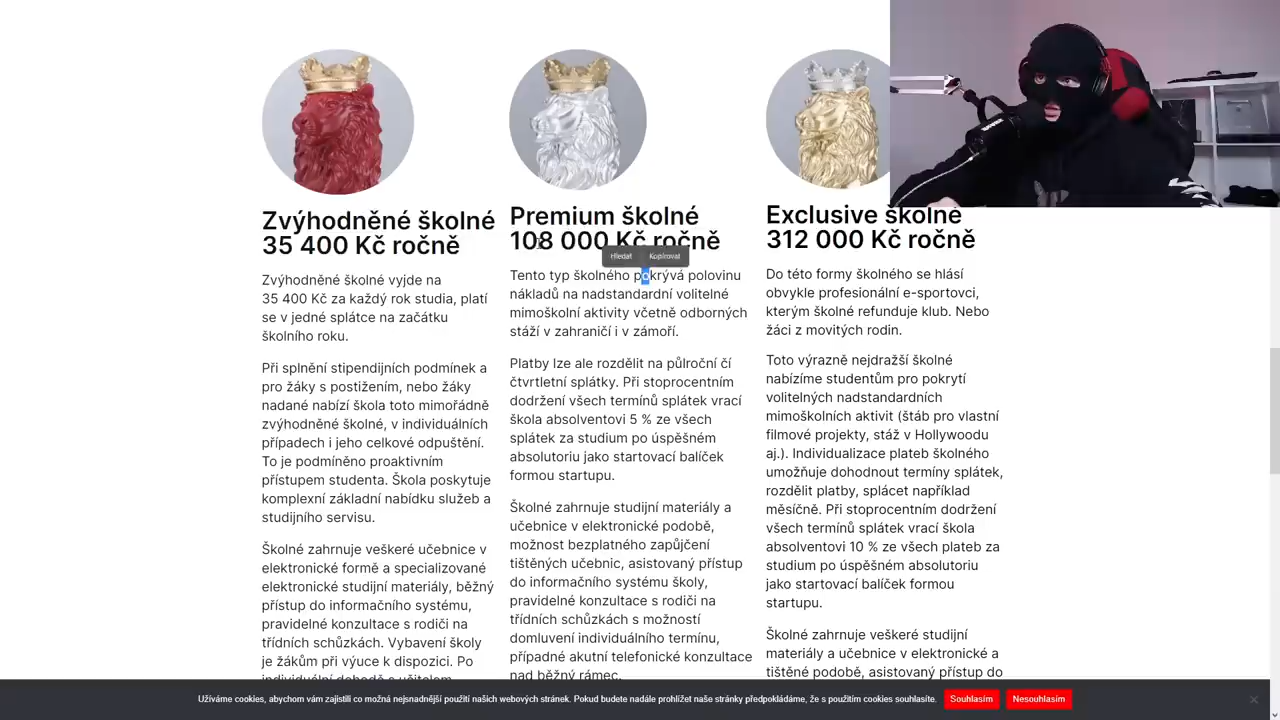 Zvýhodněné školné
35 400 Kč ročně
Zvýhodněné školné vyjde na
35 400 Kč za každý rok studia, platí
se v jedné splátce na začátku
školního roku.
Při splnění stipendijních podmínek a
pro žáky s postižením, nebo žáky
nadané nabízí škola toto mimořádně
zvýhodněné školné, v individuálních
případech i jeho celkové odpuštění.
To je podmíněno proaktivním
přístupem studenta. Škola poskytuje
komplexní základní nabídku služeb a
studijního servisu.
Školné zahrnuje veškeré učebnice v
elektronické formě a specializované
elektronické studijní materiály, běžný
přístup do informačního systému,
pravidelné konzultace s rodiči na
třídních schůzkách. Vybavení školy
je žákům při výuce k dispozici. Po
individuální dohodě s učitelem
Premium školné
108 000 Kč ročně
Hledat
Kopírovat
Tento typ školného pokrývá polovinu
nákladů na nadstandardní volitelné
mimoškolní aktivity včetně odborných
stáží v zahraničí i v zámoří.
Platby lze ale rozdělit na půlroční čí
čtvrtletní splátky. Při stoprocentním
dodržení všech termínů splátek vrací
škola absolventovi 5 % ze všech
splátek za studium po úspěšném
absolutoriu jako startovací balíček
formou startupu.
Školné zahrnuje studijní materiály a
učebnice v elektronické podobě,
možnost bezplatného zapůjčení
tištěných učebnic, asistovaný přístup
do informačního systému školy,
pravidelné konzultace s rodiči na
třídních schůzkách s možností
domluvení individuálního termínu,
případné akutní telefonické konzultace
nad běžný rámec.
Exclusive školné
312 000 Kč ročně
Do této formy školného se hlásí
obvykle profesionální e-sportovci,
kterým školné refunduje klub. Nebo
žáci z movitých rodin.
Toto výrazně nejdražší školné
nabízíme studentům pro pokrytí
volitelných nadstandardních
mimoškolních aktivit (štáb pro vlastní
filmové projekty, stáž v Hollywoodu
aj.). Individualizace plateb školného
umožňuje dohodnout termíny splátek,
rozdělit platby, splácet například
měsíčně. Při stoprocentním dodržení
všech termínů splátek vrací škola
absolventovi 10 % ze všech plateb za
studium po úspěšném absolutoriu
jako startovací balíček formou
startupu.
Školné zahrnuje veškeré studijní
materiály a učebnice v elektronické a
tištěné podobě, asistovaný přístup do
Užíváme cookies, abychom vám zajistili co možná nejsnadnější použití našich webových stránek. Pokud budete nadále prohlížet naše stránky předpokládáme, že s použitím cookies souhlasíte.
Souhlasím
Nesouhlasím